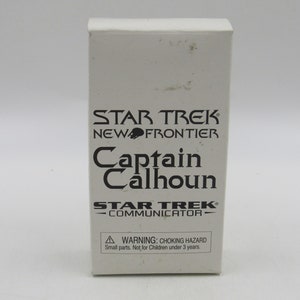 STAR TREK
NEW FRONTIER
Captain
Calhoun
STAR TREK
COMMUNICATOR
WARNING: CHOKING HAZARD
Small parts. Not for Children under 3 years.